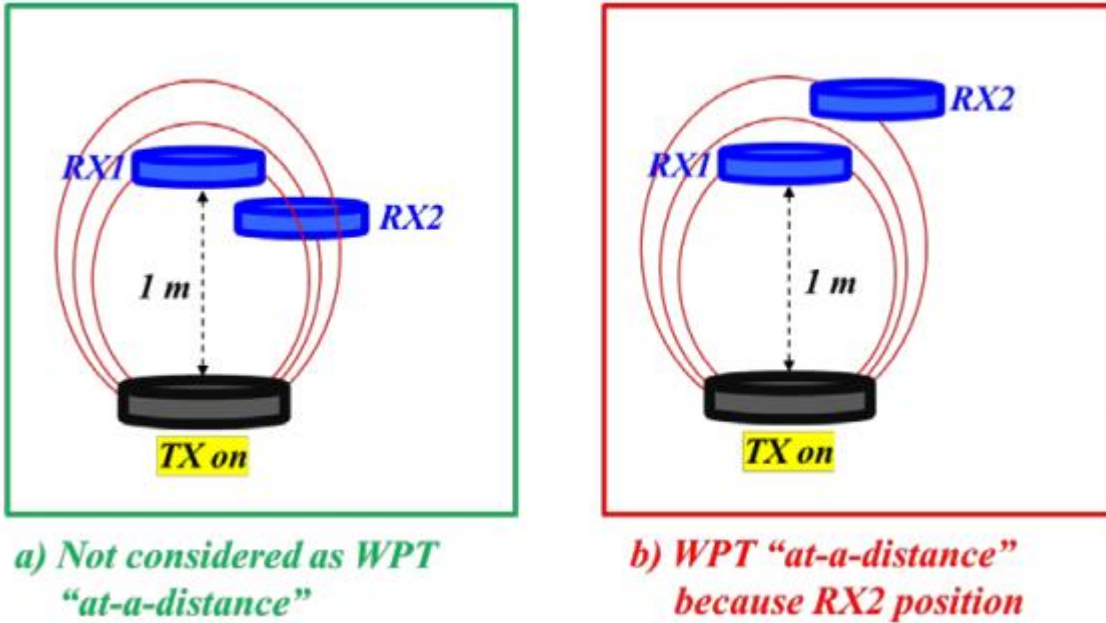 RX1
RX2
1 m
TX on
a) Not considered as WPT
“at-a-distance”
RX2
RX1
1 m
TX on
b) WPT “at-a-distance”
because RX2 position